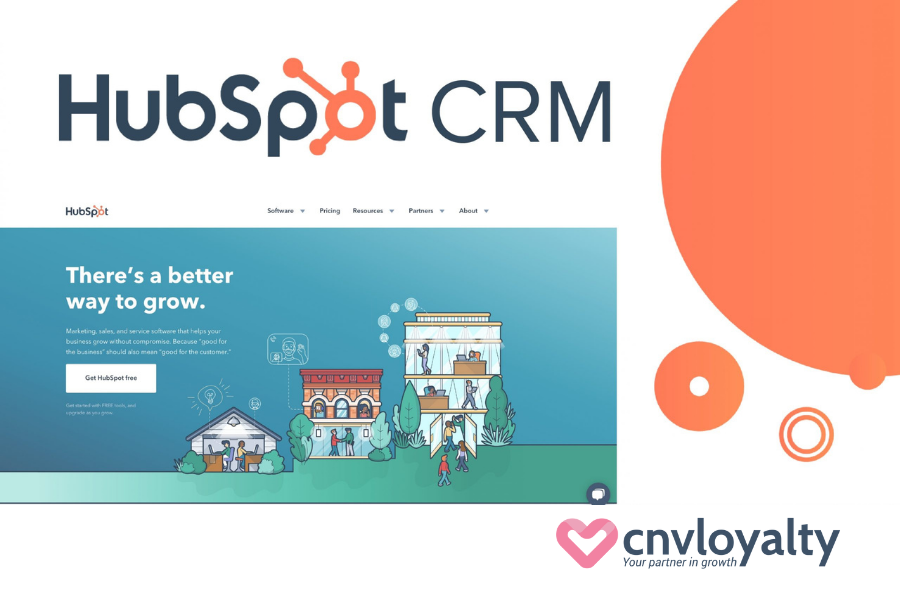 HubSpot CRM
HubSpot Software Pricing Resources Partners About
There's a better
way to grow.
Marketing, sales, and service software that helps your
business grow without compromise. Because "good for
the business" should also mean "good for the customer."
Get HubSpot free
Get started with FREE tools, and
upgrade as you grow.
cnvloyalty
Your partner in growth